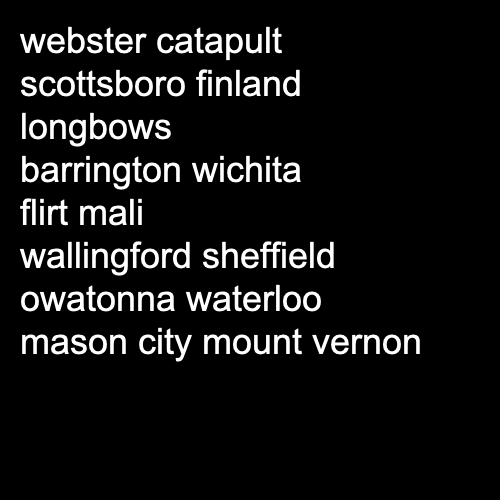 webster catapult
scottsboro finland
longbows
barrington wichita
flirt mali
wallingford sheffield
owatonna waterloo
mason city mount vernon